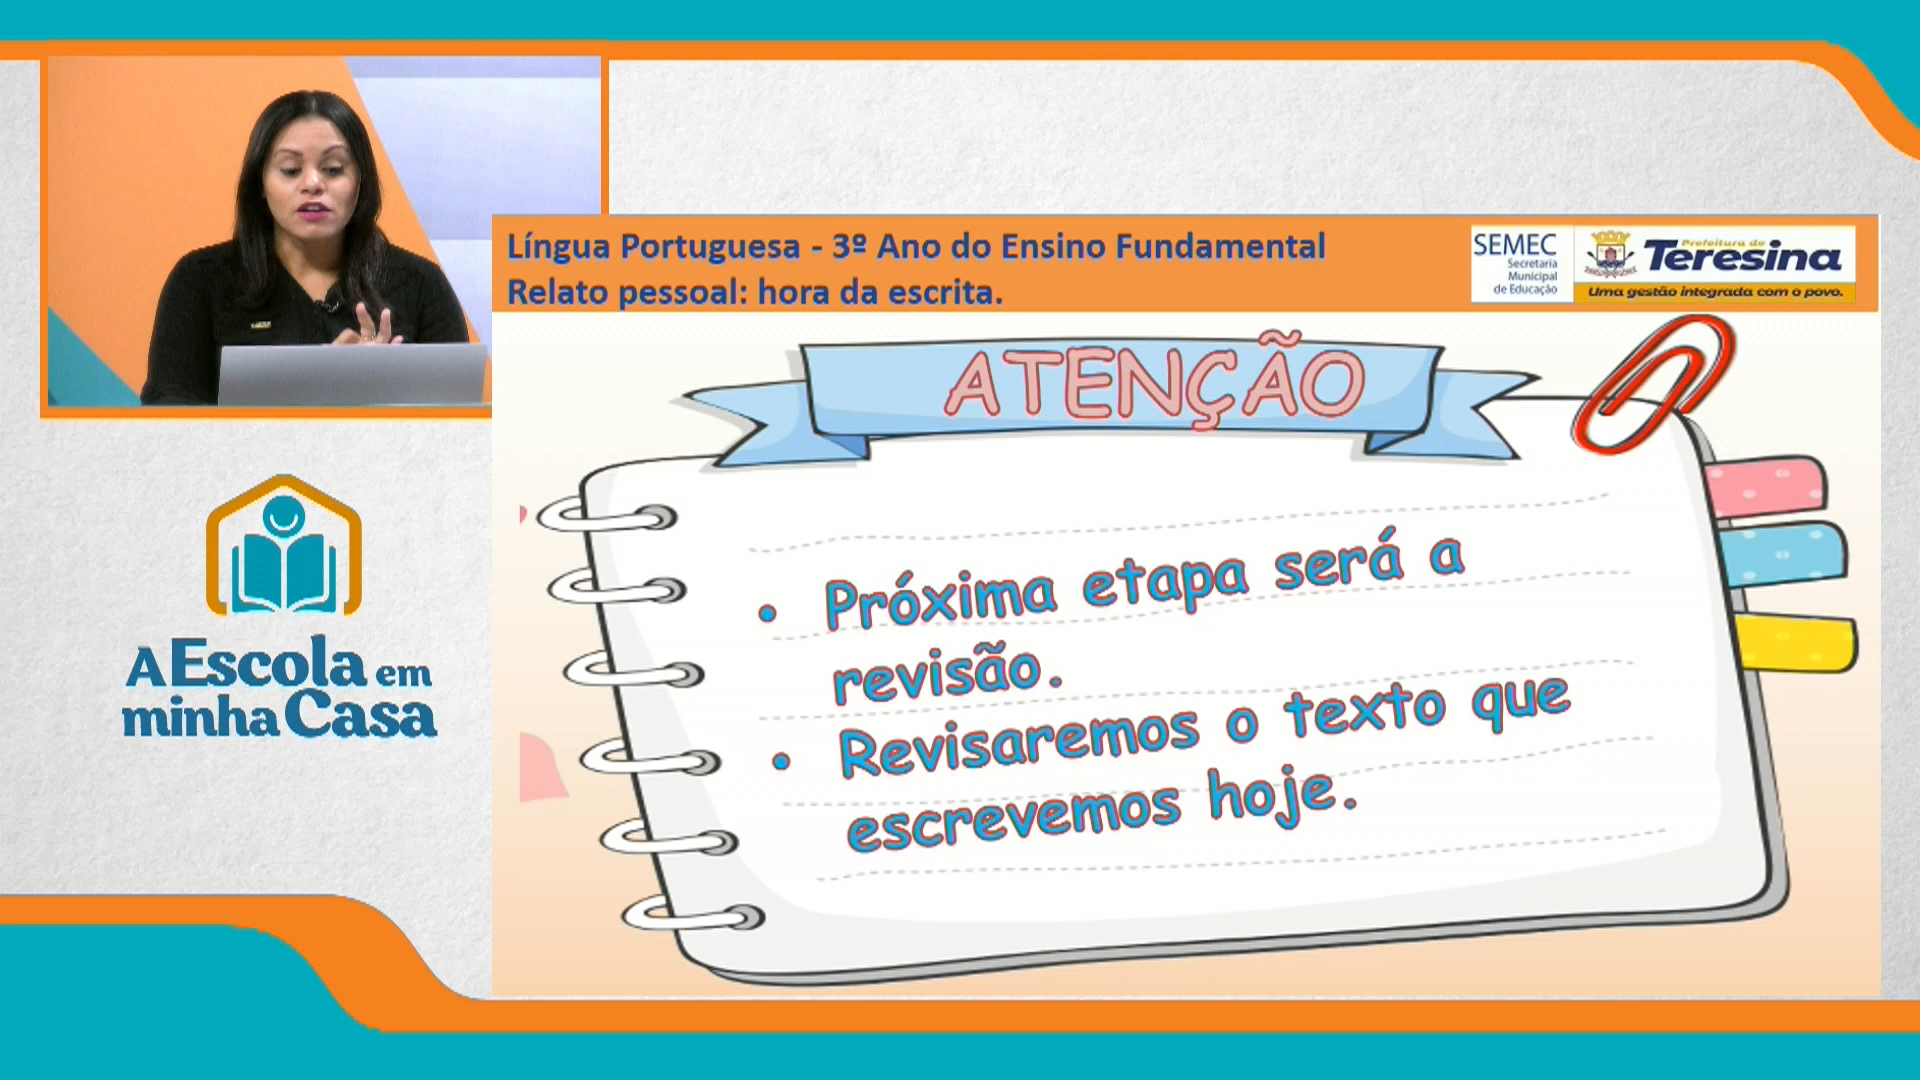 Língua Portuguesa - 3º Ano do Ensino Fundamental
Relato pessoal: hora da escrita.
SEMEC
Secretaria
Municipal
de Educação
Prefeitura de
Teresina
Uma gestão integrada com o povo.
ATENÇÃO
• Próxima etapa será a
revisão.
• Revisaremos o texto que
escrevemos hoje.
A Escola em
minha Casa